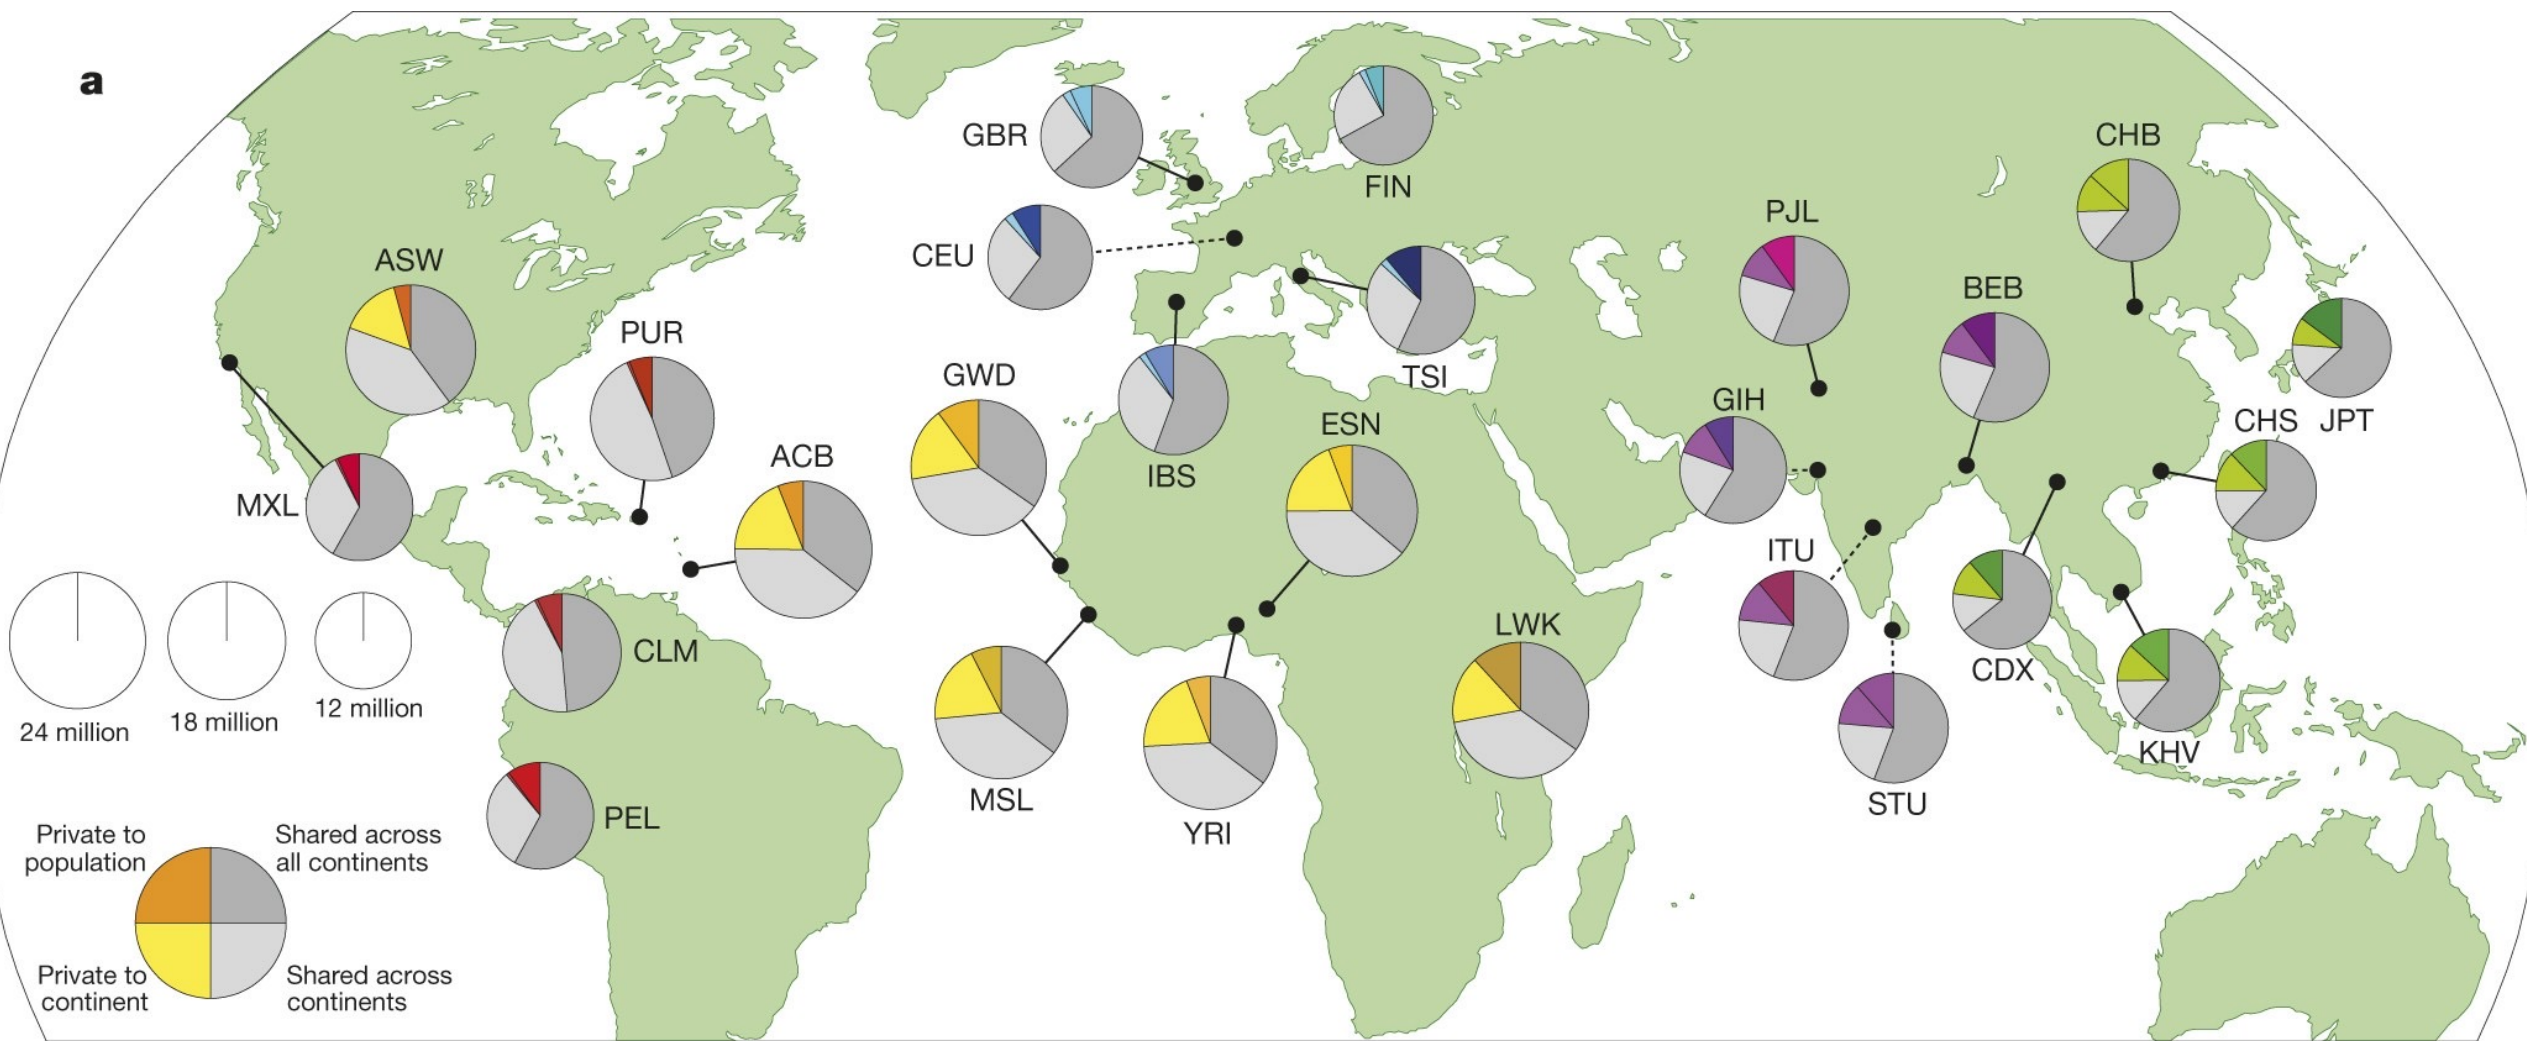 a
GBR
FIN
CHB
CEU
PJL
ASW
BEB
PUR
GWD
TSI
GIH
ESN
CHS
JPT
ACB
IBS
MXL
ITU
LWK
CLM
CDX
24 million
18 million
12 million
KHV
MSL
STU
PEL
YRI
Private to
population
Shared across
all continents
Private to
continent
Shared across
continents